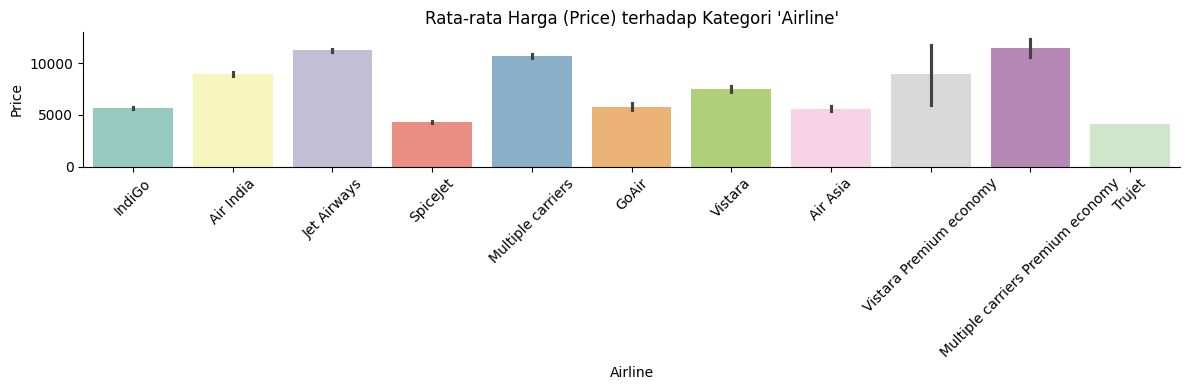 Rata-rata Harga (Price) terhadap Kategori 'Airline'
Price
10000
5000
0
IndiGo
Air India
Jet Airways
SpiceJet
Multiple carriers
GoAir
Vistara
Air Asia
Vistara Premium economy
Multiple carriers Premium economy
Trujet
Airline